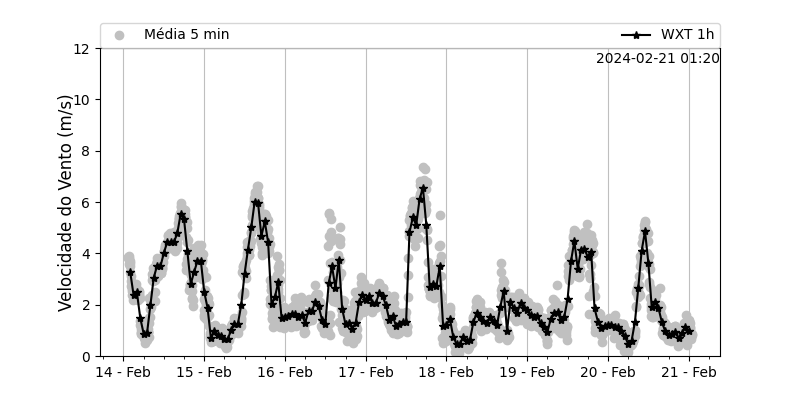 Média 5 min
WXT 1h
2024-02-21 01:20
Velocidade do Vento (m/s)
12
10
8
6
4
2
0
14 - Feb
15 - Feb
16 - Feb
17 - Feb
18 - Feb
19 - Feb
20 - Feb
21 - Feb